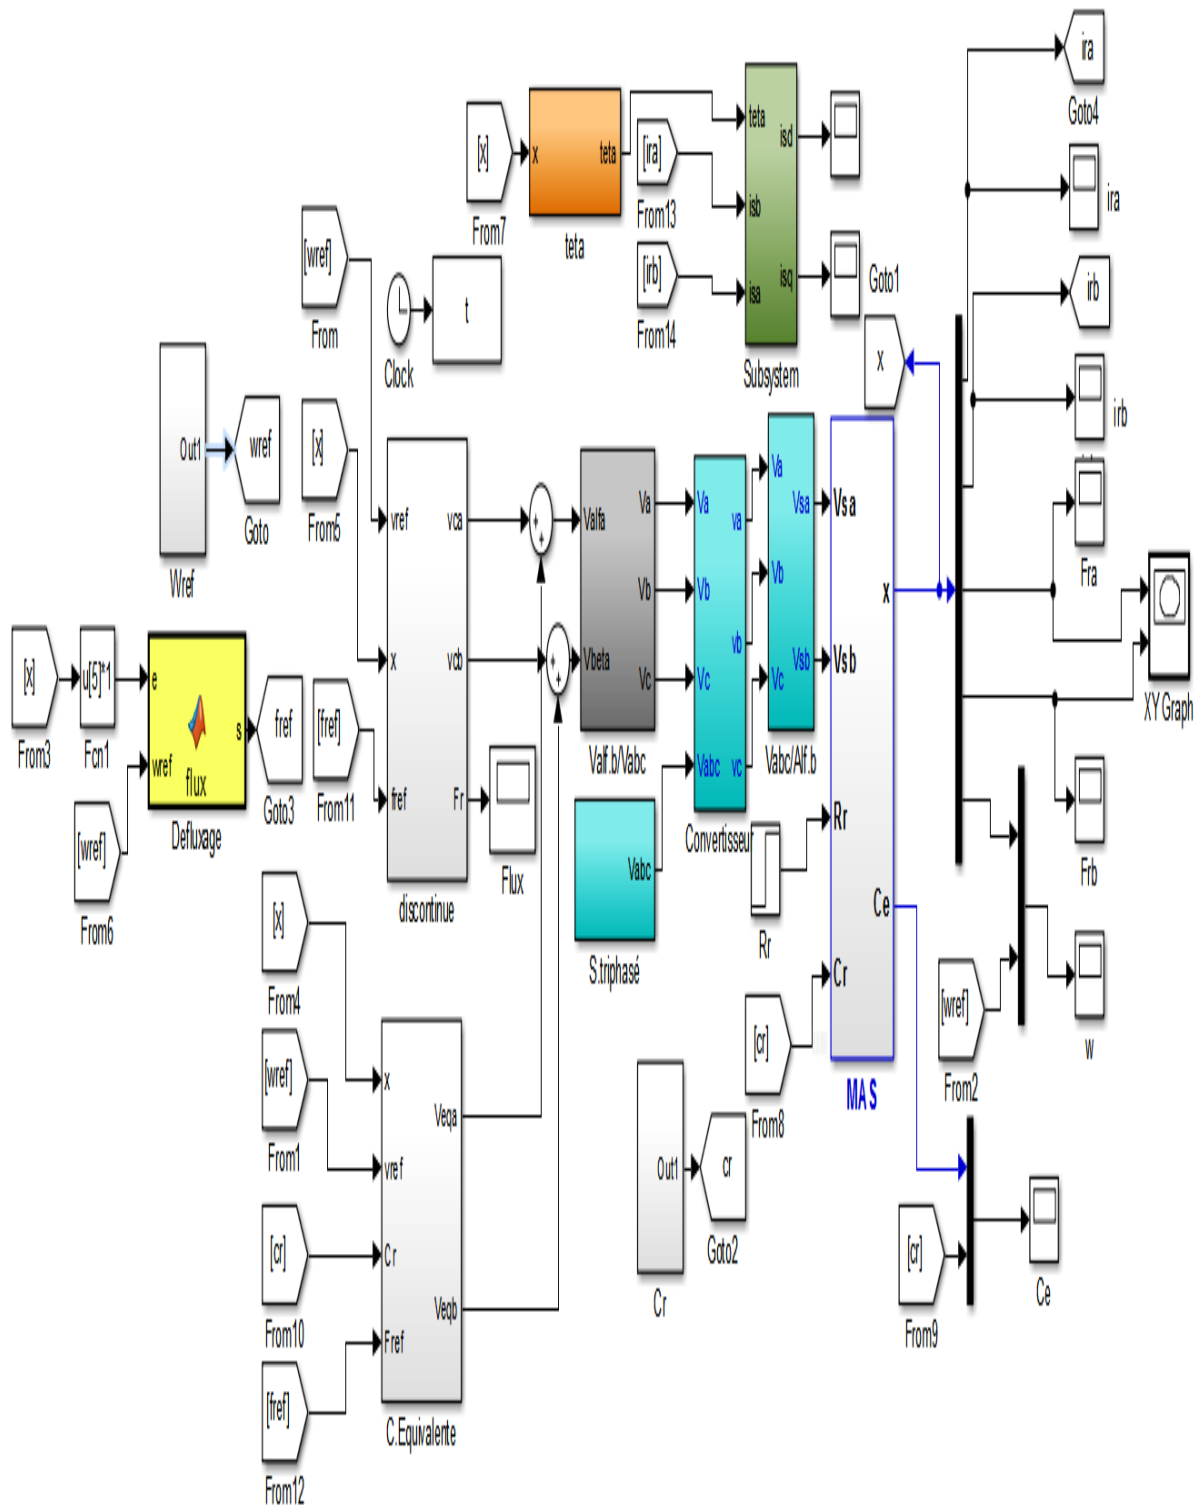 ira
Goto4
ira
irb
irb
Fra
XY Graph
Frb
w
[x]
From7
x
teta
teta
[ira]
From13
[irb]
From14
teta
isb
isa
isd
isq
Subsystem
Goto1
X
[wref]
From
Clock
t
Out1
Wref
wref
Goto
[x]
From5
vref
x
fref
vca
vcb
Fr
discontinue
Flux
Valfa
Vbeta
Va
Vb
Vc
Valf.b/Vabc
Va
Vb
Vc
Vabc
va
vb
vc
Convertisseur
Va
Vb
Vc
Vsa
Vsb
Vabc/Alf.b
Vsa
Vsb
Rr
Cr
x
Ce
MAS
[x]
From3
u[5]*1
Fcn1
e
wref
s
flux
Defluxage
[wref]
From6
fref
Goto3
[fref]
From11
Vabc
S.triphasé
Rr
[cr]
From8
[wref]
From2
[x]
From4
[wref]
From1
[cr]
From10
[fref]
From12
x
vref
Cr
Fref
Veqa
Veqb
C.Equivalente
Out1
Cr
cr
Goto2
[cr]
From9
Ce